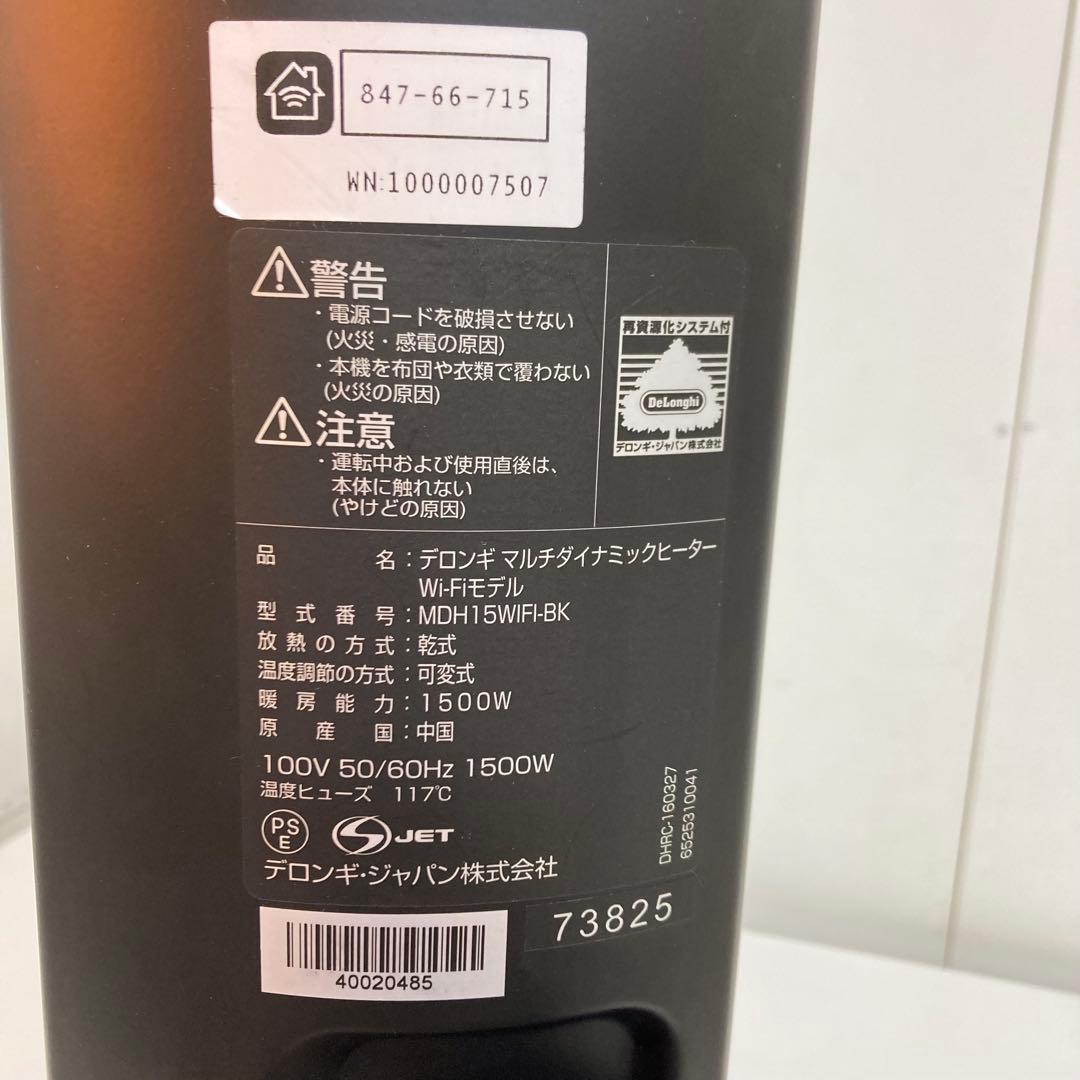 847-66-715
WN:1000007507
警告
・電源コードを破損させない
(火災・感電の原因)
・本機を布団や衣類で覆わない
(火災の原因)
注意
・運転中および使用直後は、
本体に触れない
(やけどの原因)
再資源化システム付
DeLonghi
デロンギ・ジャパン株式会社
品名：デロンギ マルチダイナミックヒーター
Wi-Fiモデル
型式番号：MDH15WIFI-BK
放熱の方式：乾式
温度調節の方式：可変式
暖房能力：1500W
原産国：中国
100V 50/60Hz 1500W
温度ヒューズ 117℃
PS
E
S JET
デロンギ・ジャパン株式会社
DHRC-160327
6525310041
40020485
73825